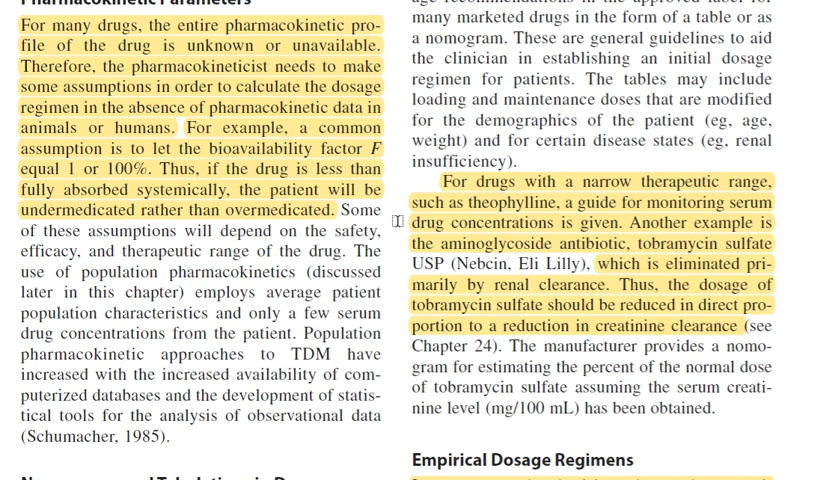 Pharmacokinetic Parameters
For many drugs, the entire pharmacokinetic pro-
file of the drug is unknown or unavailable.
Therefore, the pharmacokineticist needs to make
some assumptions in order to calculate the dosage
regimen in the absence of pharmacokinetic data in
animals or humans. For example, a common
assumption is to let the bioavailability factor F
equal 1 or 100%. Thus, if the drug is less than
fully absorbed systemically, the patient will be
undermedicated rather than overmedicated. Some
of these assumptions will depend on the safety,
efficacy, and therapeutic range of the drug. The
use of population pharmacokinetics (discussed
later in this chapter) employs average patient
population characteristics and only a few serum
drug concentrations from the patient. Population
pharmacokinetic approaches to TDM have
increased with the increased availability of com-
puterized databases and the development of statis-
tical tools for the analysis of observational data
(Schumacher, 1985).
age recommendations in the approved label for
many marketed drugs in the form of a table or as
a nomogram. These are general guidelines to aid
the clinician in establishing an initial dosage
regimen for patients. The tables may include
loading and maintenance doses that are modified
for the demographics of the patient (eg, age,
weight) and for certain disease states (eg, renal
insufficiency).
For drugs with a narrow therapeutic range,
such as theophylline, a guide for monitoring serum
drug concentrations is given. Another example is
the aminoglycoside antibiotic, tobramycin sulfate
USP (Nebcin, Eli Lilly), which is eliminated pri-
marily by renal clearance. Thus, the dosage of
tobramycin sulfate should be reduced in direct pro-
portion to a reduction in creatinine clearance (see
Chapter 24). The manufacturer provides a nomo-
gram for estimating the percent of the normal dose
of tobramycin sulfate assuming the serum creati-
nine level (mg/100 mL) has been obtained.
Empirical Dosage Regimens